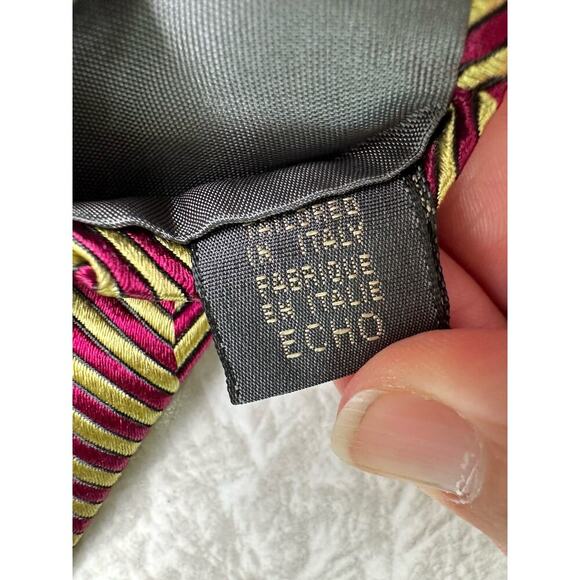 TAILORED
IN ITALY
FABRIQUE
EN ITALIE
ECHO